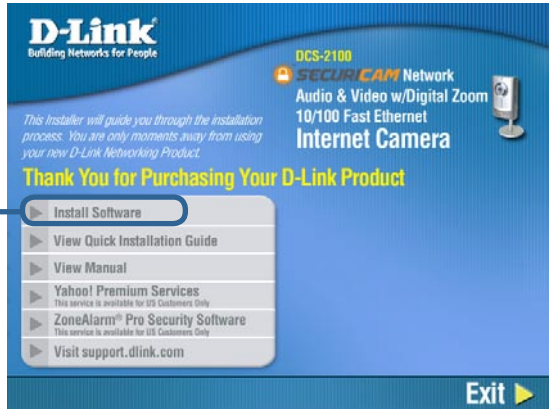 D-Link
Building Networks for People
DCS-2100
SECURICAM Network
Audio & Video w/Digital Zoom
10/100 Fast Ethernet
Internet Camera
This Installer will guide you through the installation
process. You are only moments away from using
your new D-Link Networking Product.
Thank You for Purchasing Your D-Link Product
Install Software
View Quick Installation Guide
View Manual
Yahoo! Premium Services
This service is available for US Customers Only
ZoneAlarm® Pro Security Software
This service is available for US Customers Only
Visit support.dlink.com
Exit